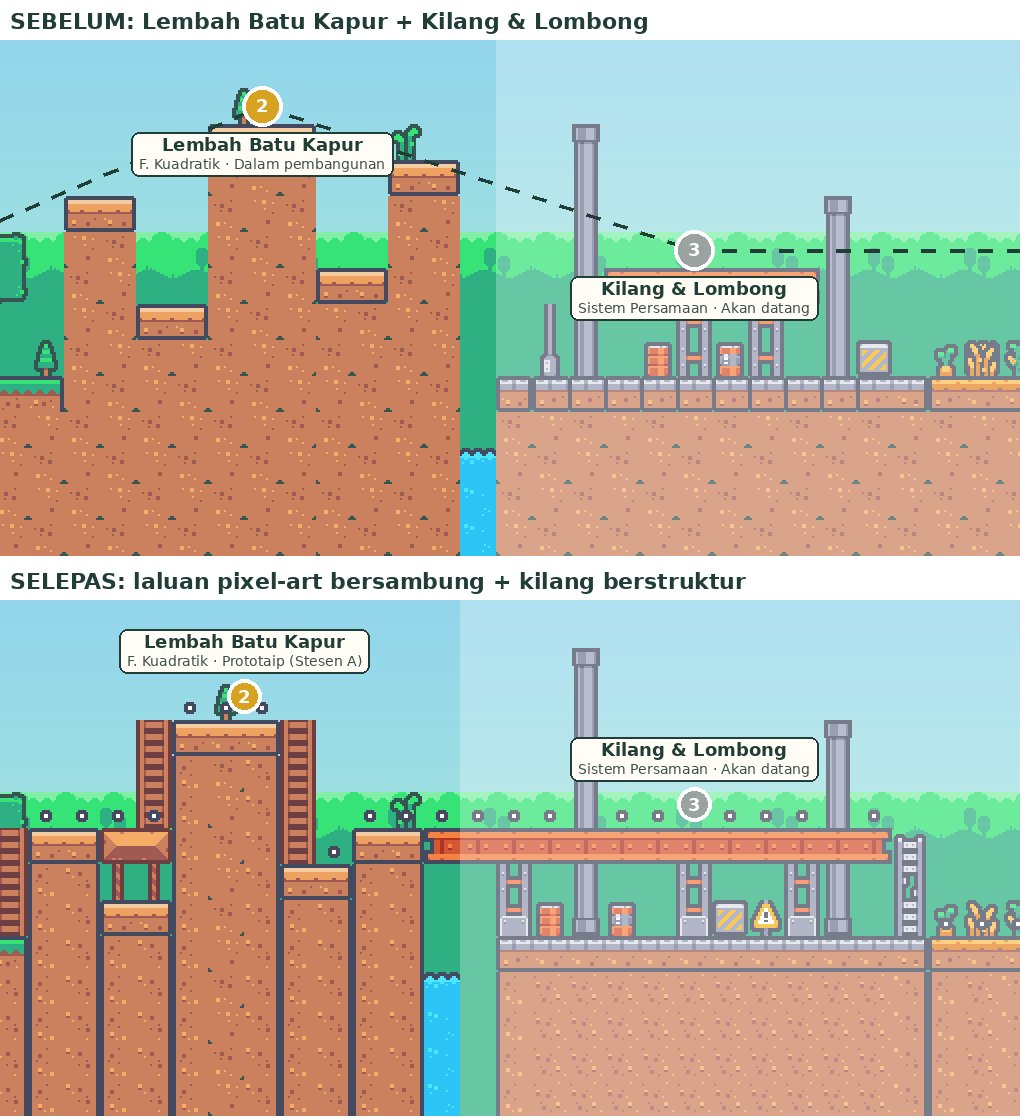 SEBELUM: Lembah Batu Kapur + Kilang & Lombong
2
Lembah Batu Kapur
F. Kuadratik · Dalam pembangunan
3
Kilang & Lombong
Sistem Persamaan · Akan datang
SELEPAS: laluan pixel-art bersambung + kilang berstruktur
Lembah Batu Kapur
F. Kuadratik · Prototaip (Stesen A)
2
Kilang & Lombong
Sistem Persamaan · Akan datang
3